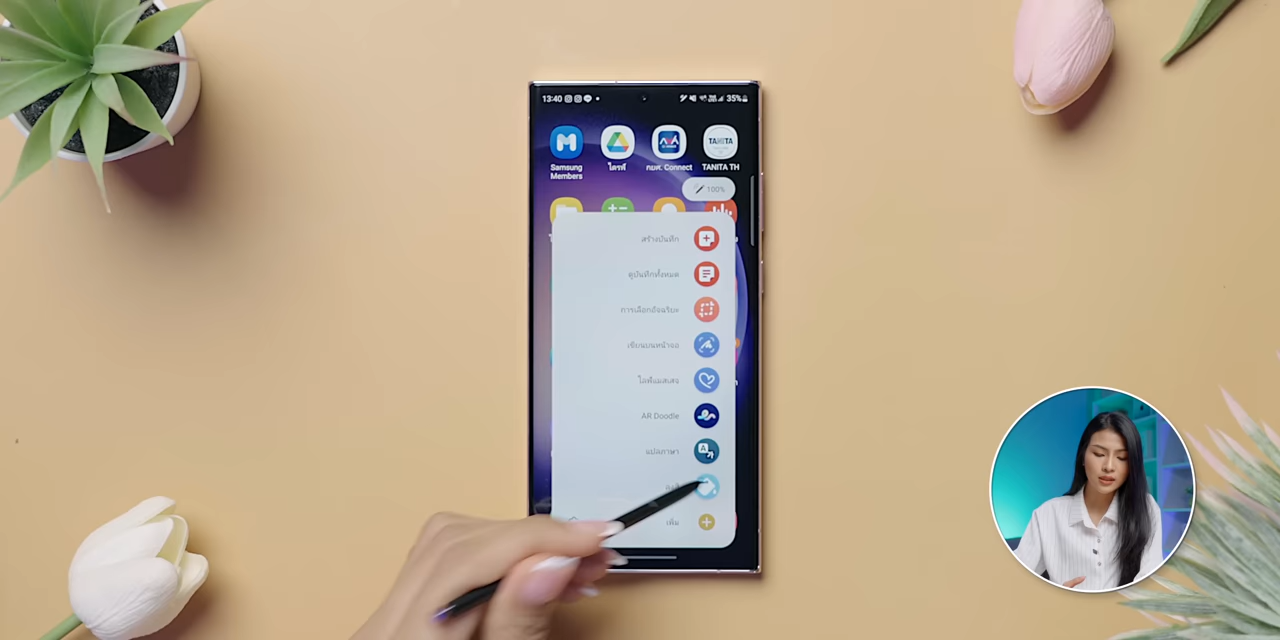 13:40
35%
Samsung
Members
ไดรฟ์
กยศ. Connect
TANITA
TANITA TH
100%
สร้างบันทึก
ดูบันทึกทั้งหมด
การเลือกอัจฉริยะ
เขียนบนหน้าจอ
ไลฟ์เมสเสจ
AR Doodle
แปลภาษา
เพิ่ม